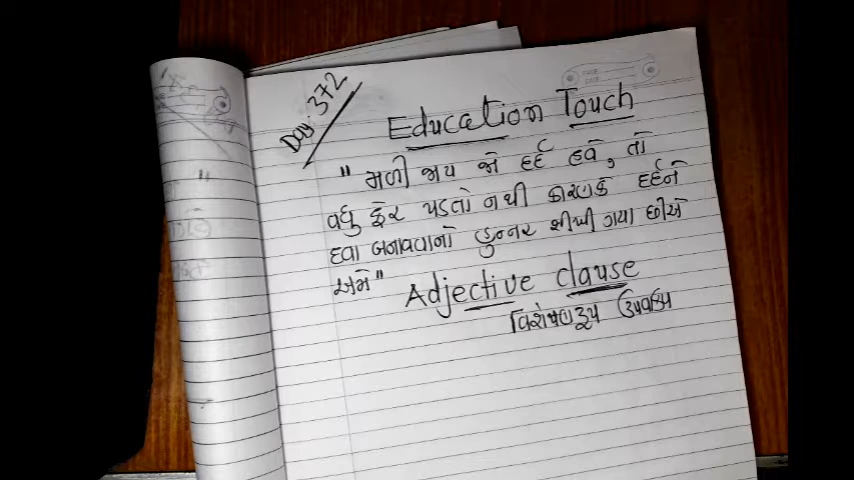 Day: 372
Education Touch
" મળી જાય જો દર્દ હવે, તો
વધુ ફેર પડતો નથી કારણકે દર્દને
દવા બનાવવાનો હુન્નર શીખી ગયા છીએ
અમે"
Adjective clause
વિશેષણરૂપ ઉપવાક્ય